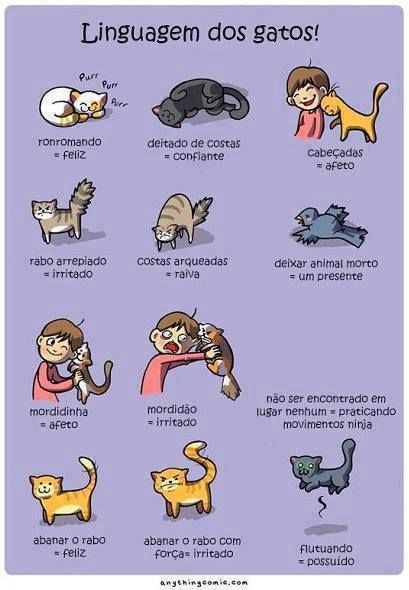 Linguagem dos gatos!
Purr
Purr
Purr
ronromando
= feliz
deitado de costas
= confiante
cabeçadas
= afeto
rabo arrepiado
= irritado
costas arqueadas
= raiva
deixar animal morto
= um presente
mordidinha
= afeto
mordidão
= irritado
não ser encontrado em
lugar nenhum = praticando
movimentos ninja
abanar o rabo
= feliz
abanar o rabo com
força= irritado
flutuando
= possuído
anythingcomic.com